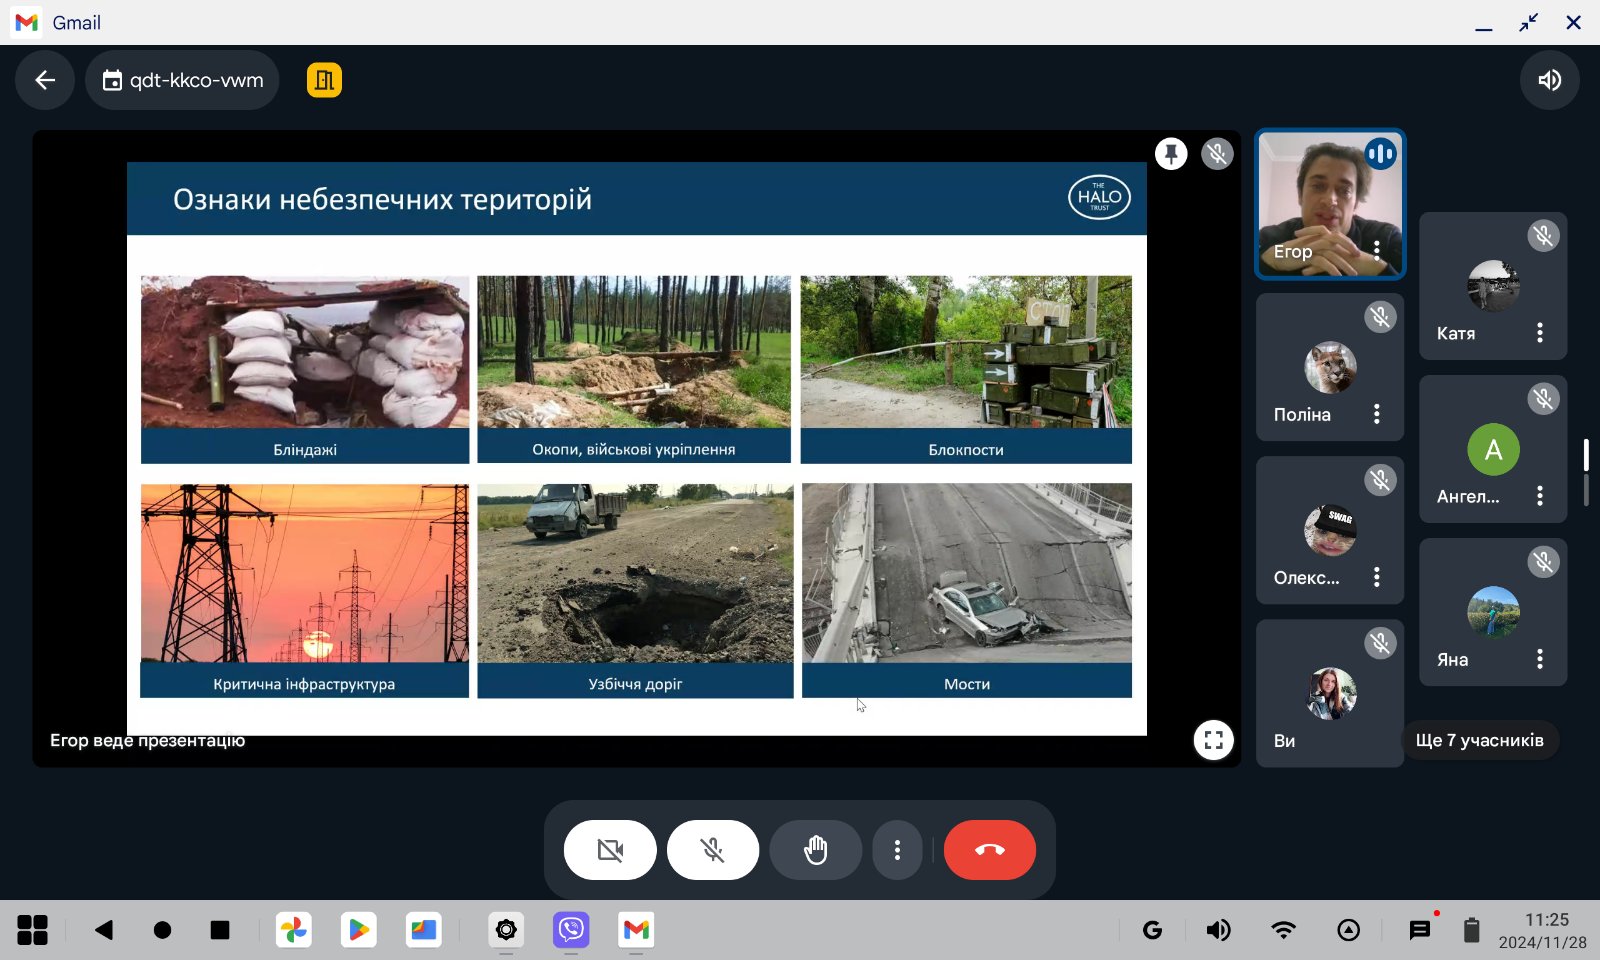 Gmail
qdt-kkco-vwm
Ознаки небезпечних територій
THE
HALO
TRUST
СТОП
Бліндажі
Окопи, військові укріплення
Блокпости
Критична інфраструктура
Узбіччя доріг
Мости
Егор веде презентацію
Егор
Катя
Поліна
A
Ангел...
SWAG
Олекс...
Яна
Ви
Ще 7 учасників
G
11:25
2024/11/28